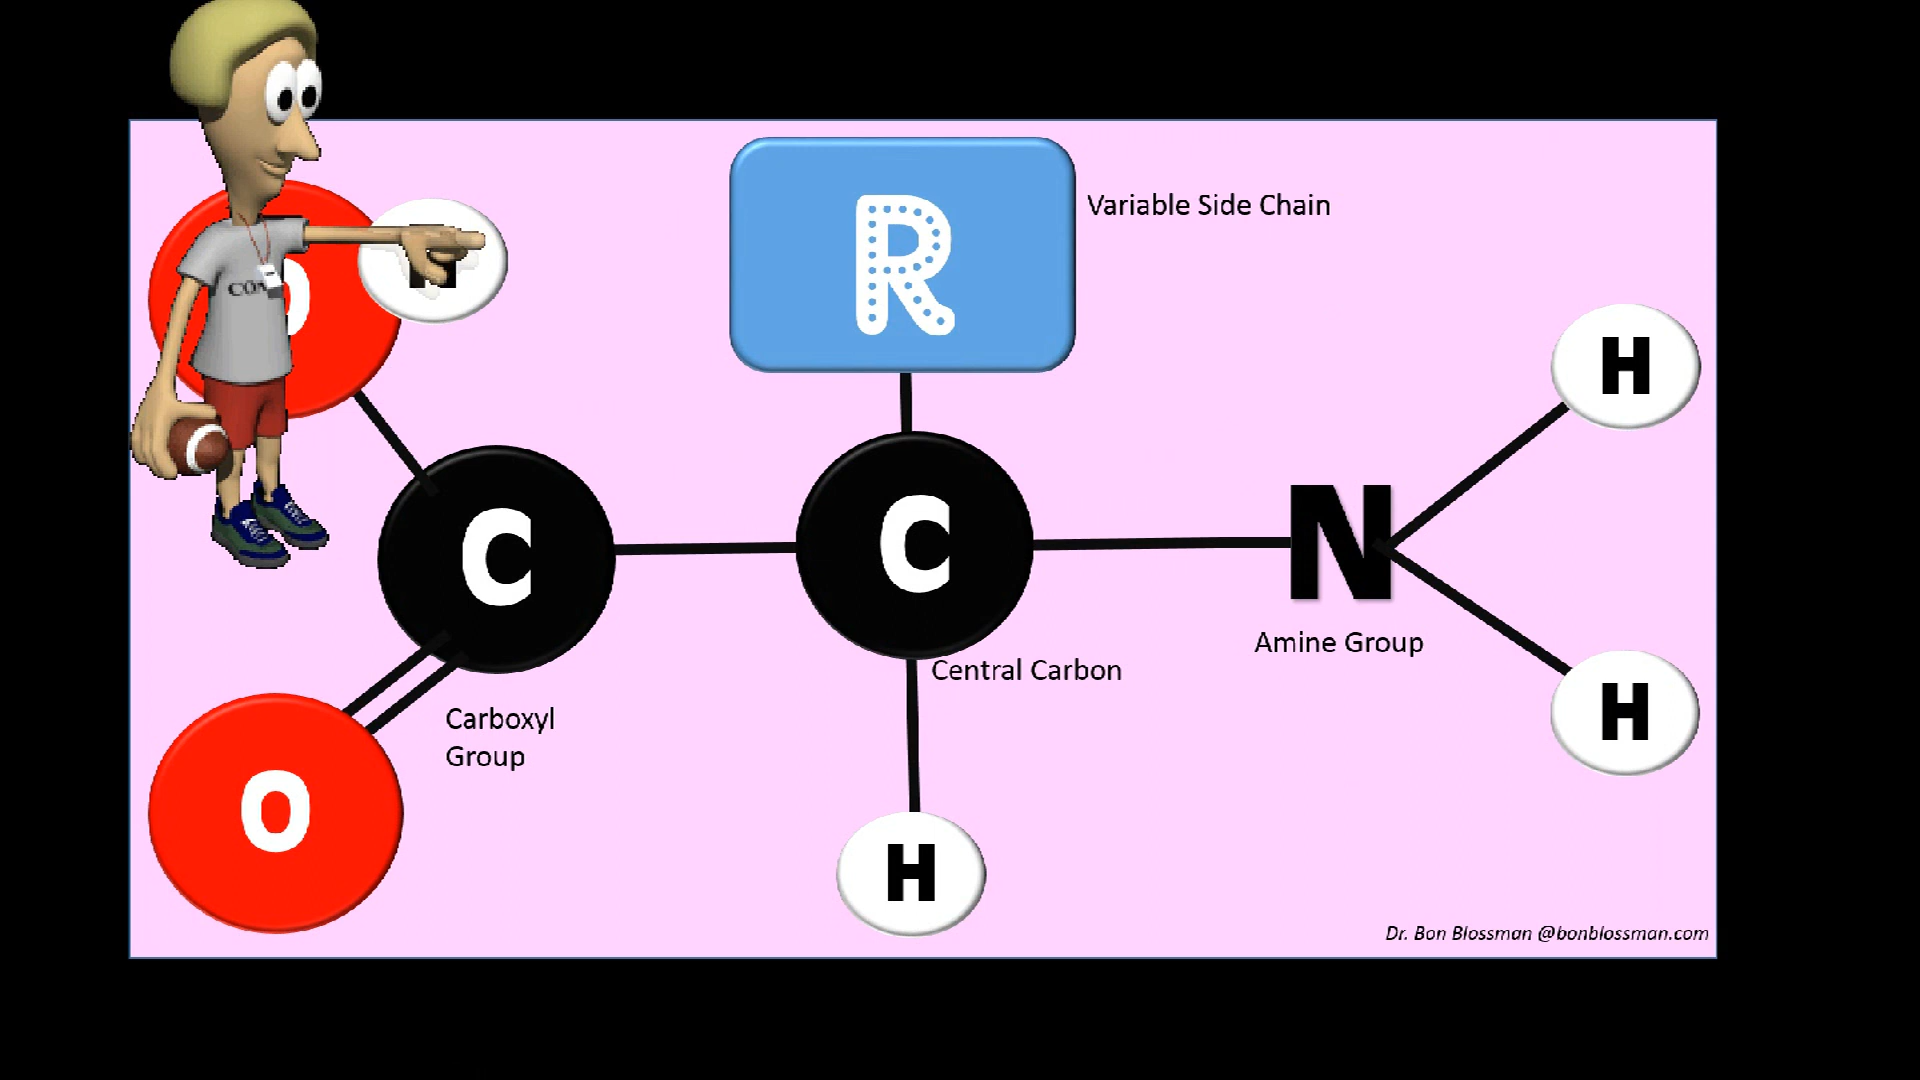 R
Variable Side Chain
H
C
C
N
Amine Group
Central Carbon
Carboxyl
Group
H
O
H
Dr. Bon Blossman @bonblossman.com